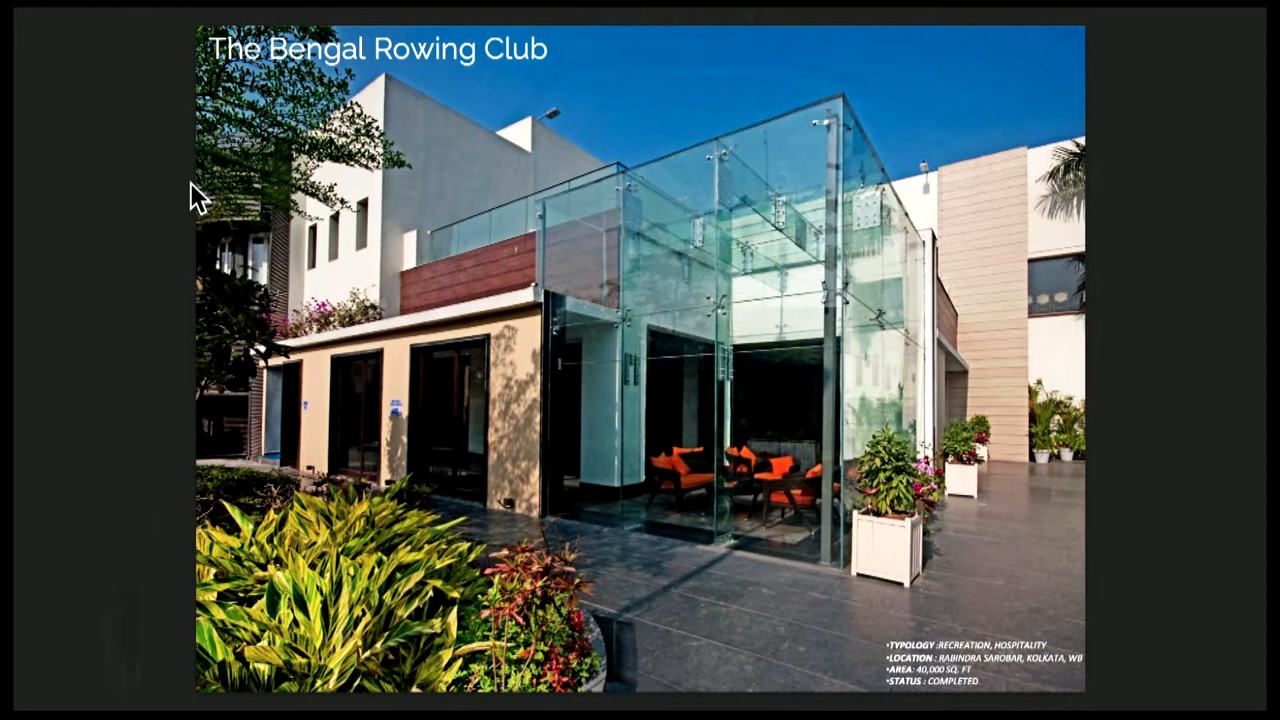 The Bengal Rowing Club
•TYPOLOGY :RECREATION, HOSPITALITY
•LOCATION : RABINDRA SAROBAR, KOLKATA, WB
•AREA: 40,000 SQ. FT
•STATUS : COMPLETED